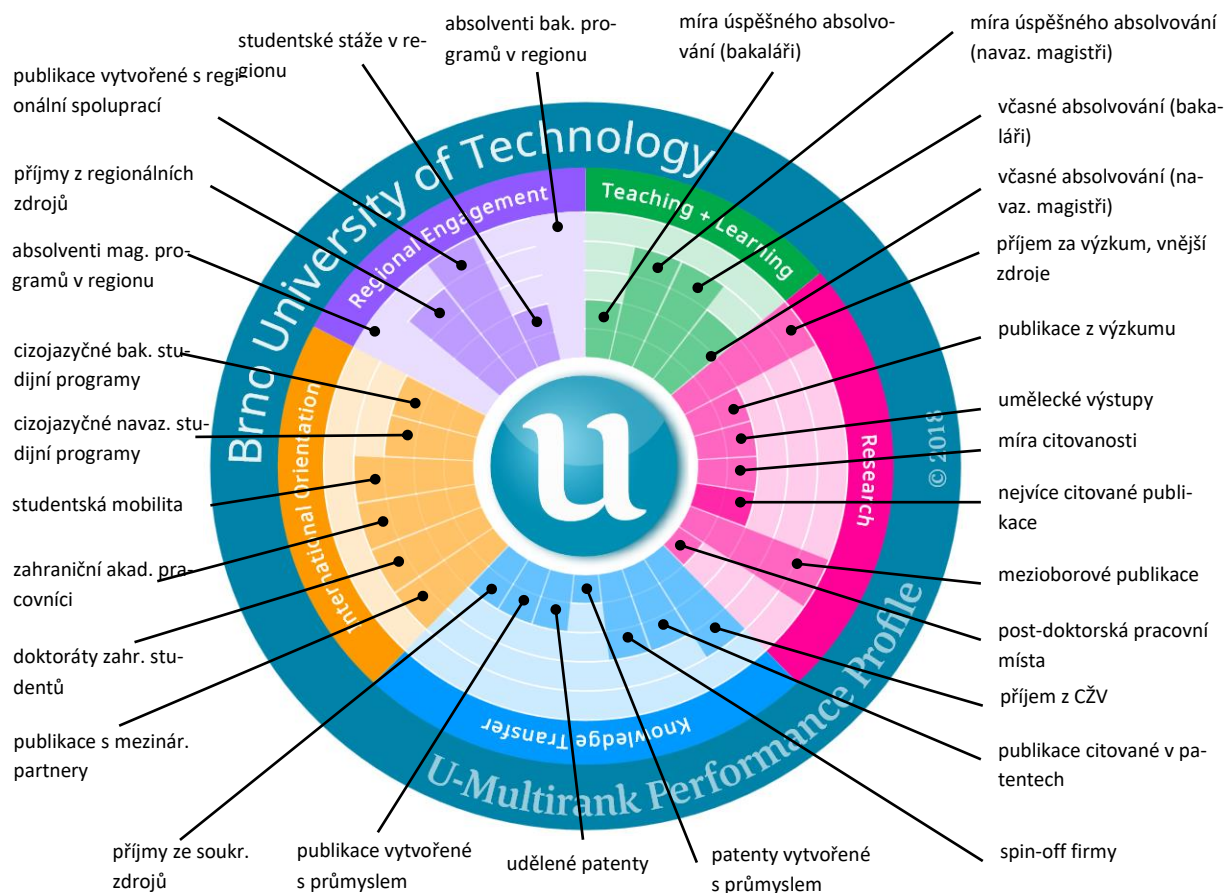 absolventi bak. pro-
gramů v regionu
míra úspěšného absolvo-
vání (bakaláři)
míra úspěšného absolvování
(navaz. magistři)
studentské stáže v re-
gionu
publikace vytvořené s regi-
onální spoluprací
včasné absolvování (baka-
láři)
příjmy z regionálních
zdrojů
včasné absolvování (na-
vaz. magistři)
absolventi mag. pro-
gramů v regionu
příjem za výzkum, vnější
zdroje
cizojazyčné bak. stu-
dijní programy
publikace z výzkumu
cizojazyčné navaz. stu-
dijní programy
umělecké výstupy
míra citovanosti
studentská mobilita
nejvíce citované publi-
kace
zahraniční akad. pra-
covníci
mezioborové publikace
doktoráty zahr. stu-
dentů
post-doktorská pracovní
místa
příjem z CŽV
publikace s mezinár.
partnery
publikace citované v pa-
tentech
příjmy ze soukr.
zdrojů
publikace vytvořené
s průmyslem
udělené patenty
patenty vytvořené
s průmyslem
spin-off firmy
Brno University of Technology
Regional Engagement
Teaching + Learning
Research
© 2018
International Orientation
Knowledge Transfer
U-Multirank Performance Profile
u